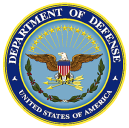 DEPARTMENT OF DEFENSE
UNITED STATES OF AMERICA